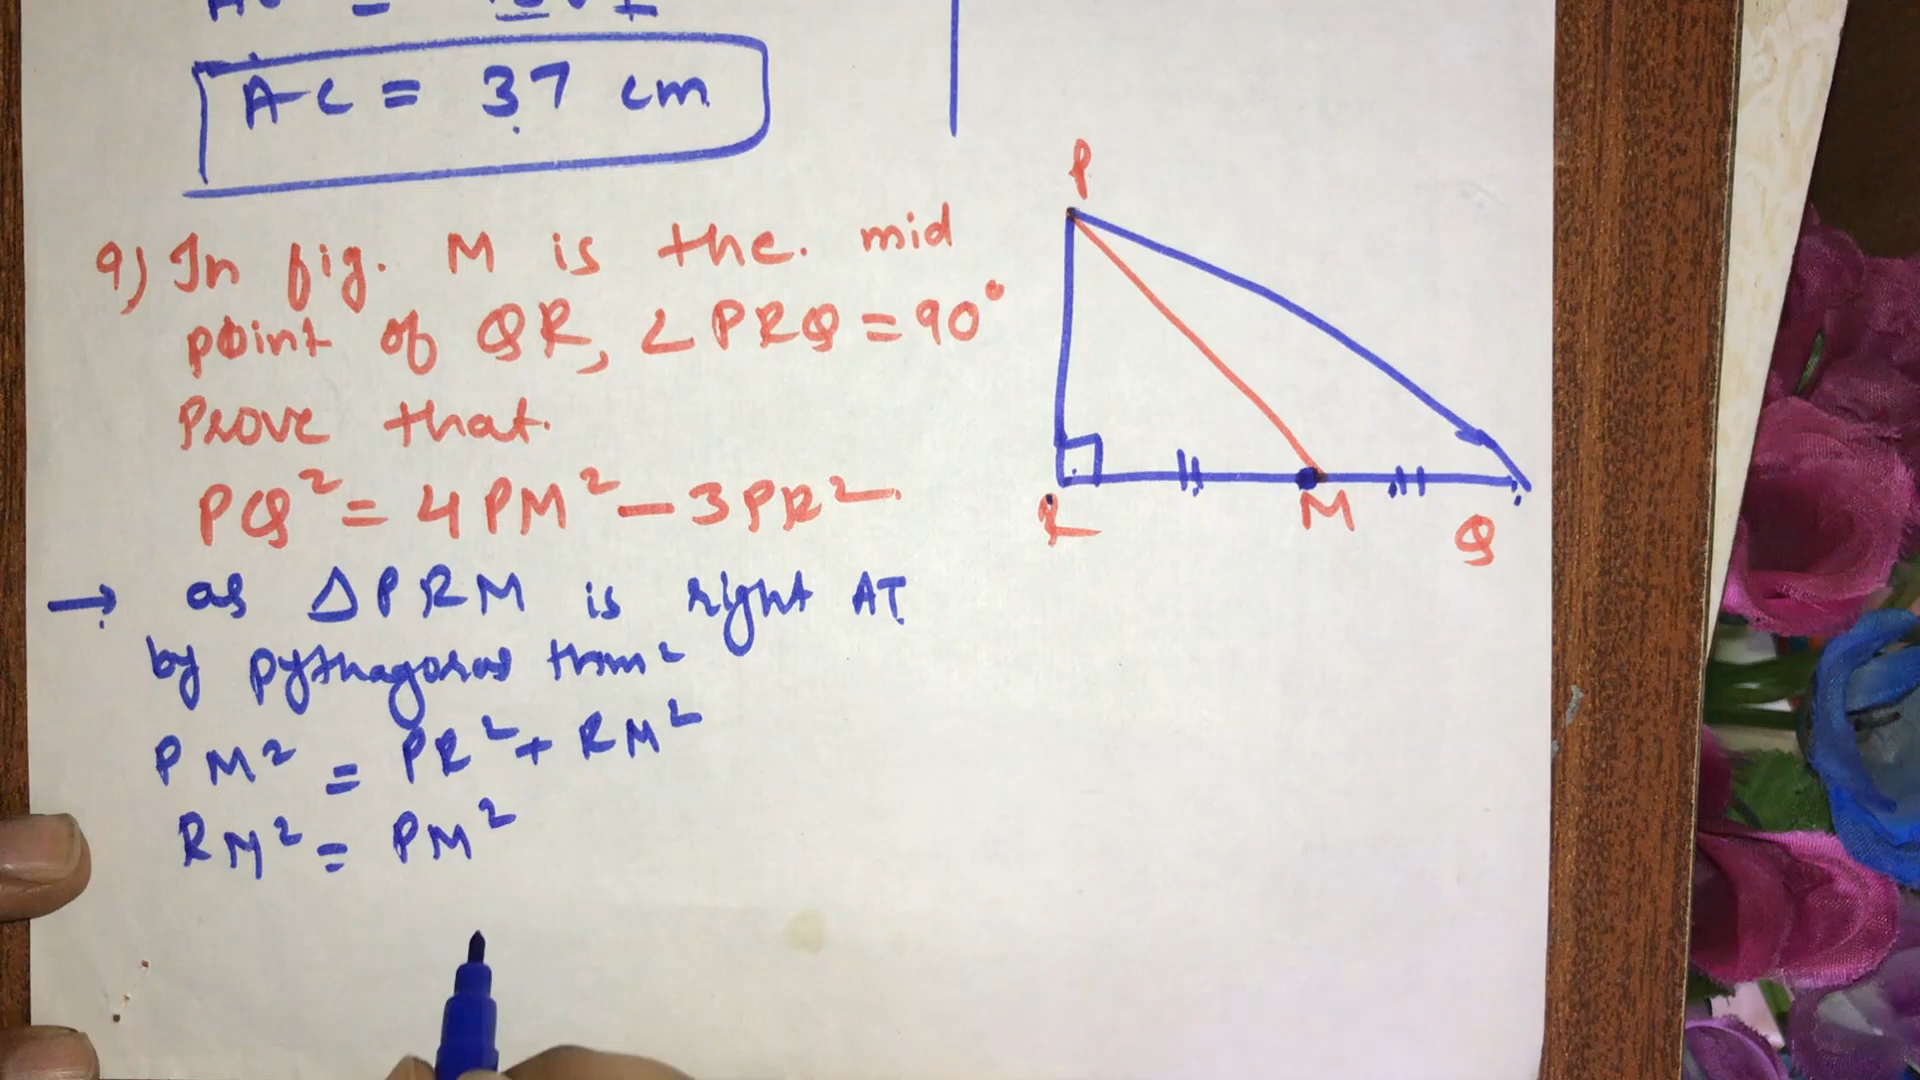 AC = 37 cm
9) In fig. M is the. mid
point of QR, ∠PRQ = 90°
Prove that.
PQ² = 4PM² - 3PR²
→ as ΔPRM is right AT
by pythagoras thrm
PM² = PR² + RM²
RM² = PM²
P
R
M
Q